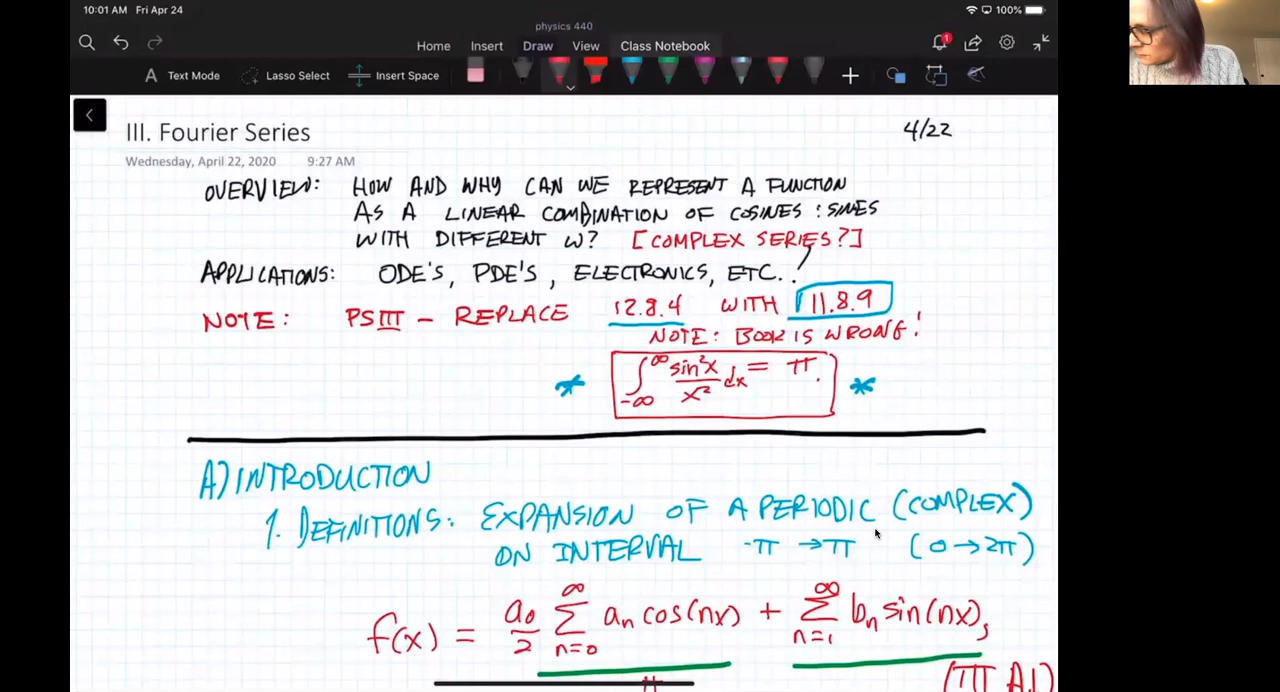 10:01 AM Fri Apr 24
100%
physics 440
Home Insert Draw View Class Notebook
1
Text Mode Lasso Select Insert Space
III. Fourier Series
4/22
Wednesday, April 22, 2020 9:27 AM
OVERVIEW: HOW AND WHY CAN WE REPRESENT A FUNCTION
AS A LINEAR COMBINATION OF COSINES : SINES
WITH DIFFERENT ω? [COMPLEX SERIES?]
APPLICATIONS: ODE'S, PDE'S, ELECTRONICS, ETC..!
NOTE: PSIII - REPLACE 12.8.4 WITH 11.8.9
NOTE: BOOK IS WRONG!
* ∫_{-∞}^{∞} sin²x/x² dx = π. *
A) INTRODUCTION
1. DEFINITIONS: EXPANSION OF A PERIODIC (COMPLEX)
ON INTERVAL -π → π (0 → 2π)
f(x) = a₀/2 ∑_{n=0}^{∞} aₙ cos(nx) + ∑_{n=1}^{∞} bₙ sin(nx),